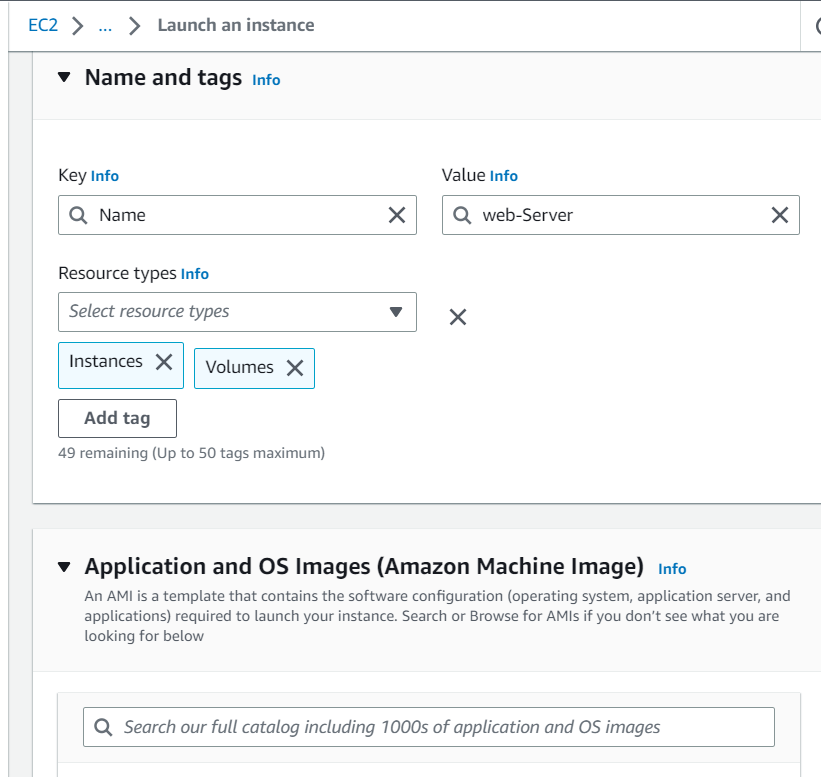 EC2 > ... > Launch an instance
Name and tags Info
Key Info
Value Info
Name
web-Server
Resource types Info
Select resource types
Instances
Volumes
Add tag
49 remaining (Up to 50 tags maximum)
Application and OS Images (Amazon Machine Image) Info
An AMI is a template that contains the software configuration (operating system, application server, and
applications) required to launch your instance. Search or Browse for AMIs if you don't see what you are
looking for below
Search our full catalog including 1000s of application and OS images